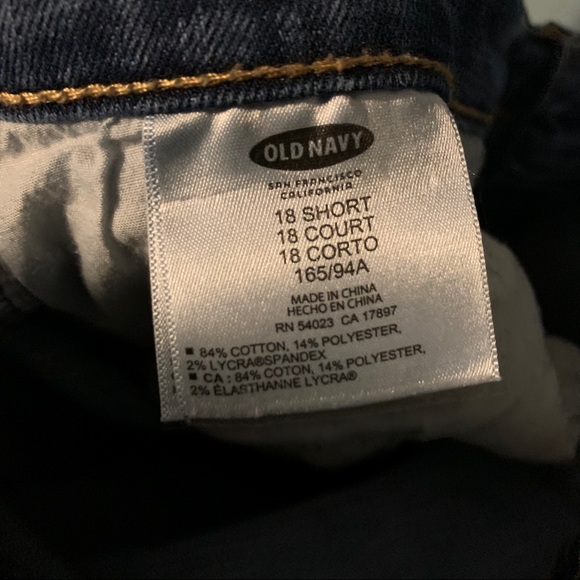 OLD NAVY
SAN FRANCISCO
CALIFORNIA
18 SHORT
18 COURT
18 CORTO
165/94A
MADE IN CHINA
HECHO EN CHINA
RN 54023 CA 17897
▪ 84% COTTON, 14% POLYESTER,
2% LYCRA®SPANDEX
▪ CA : 84% COTON, 14% POLYESTER,
2% ÉLASTHANNE LYCRA®